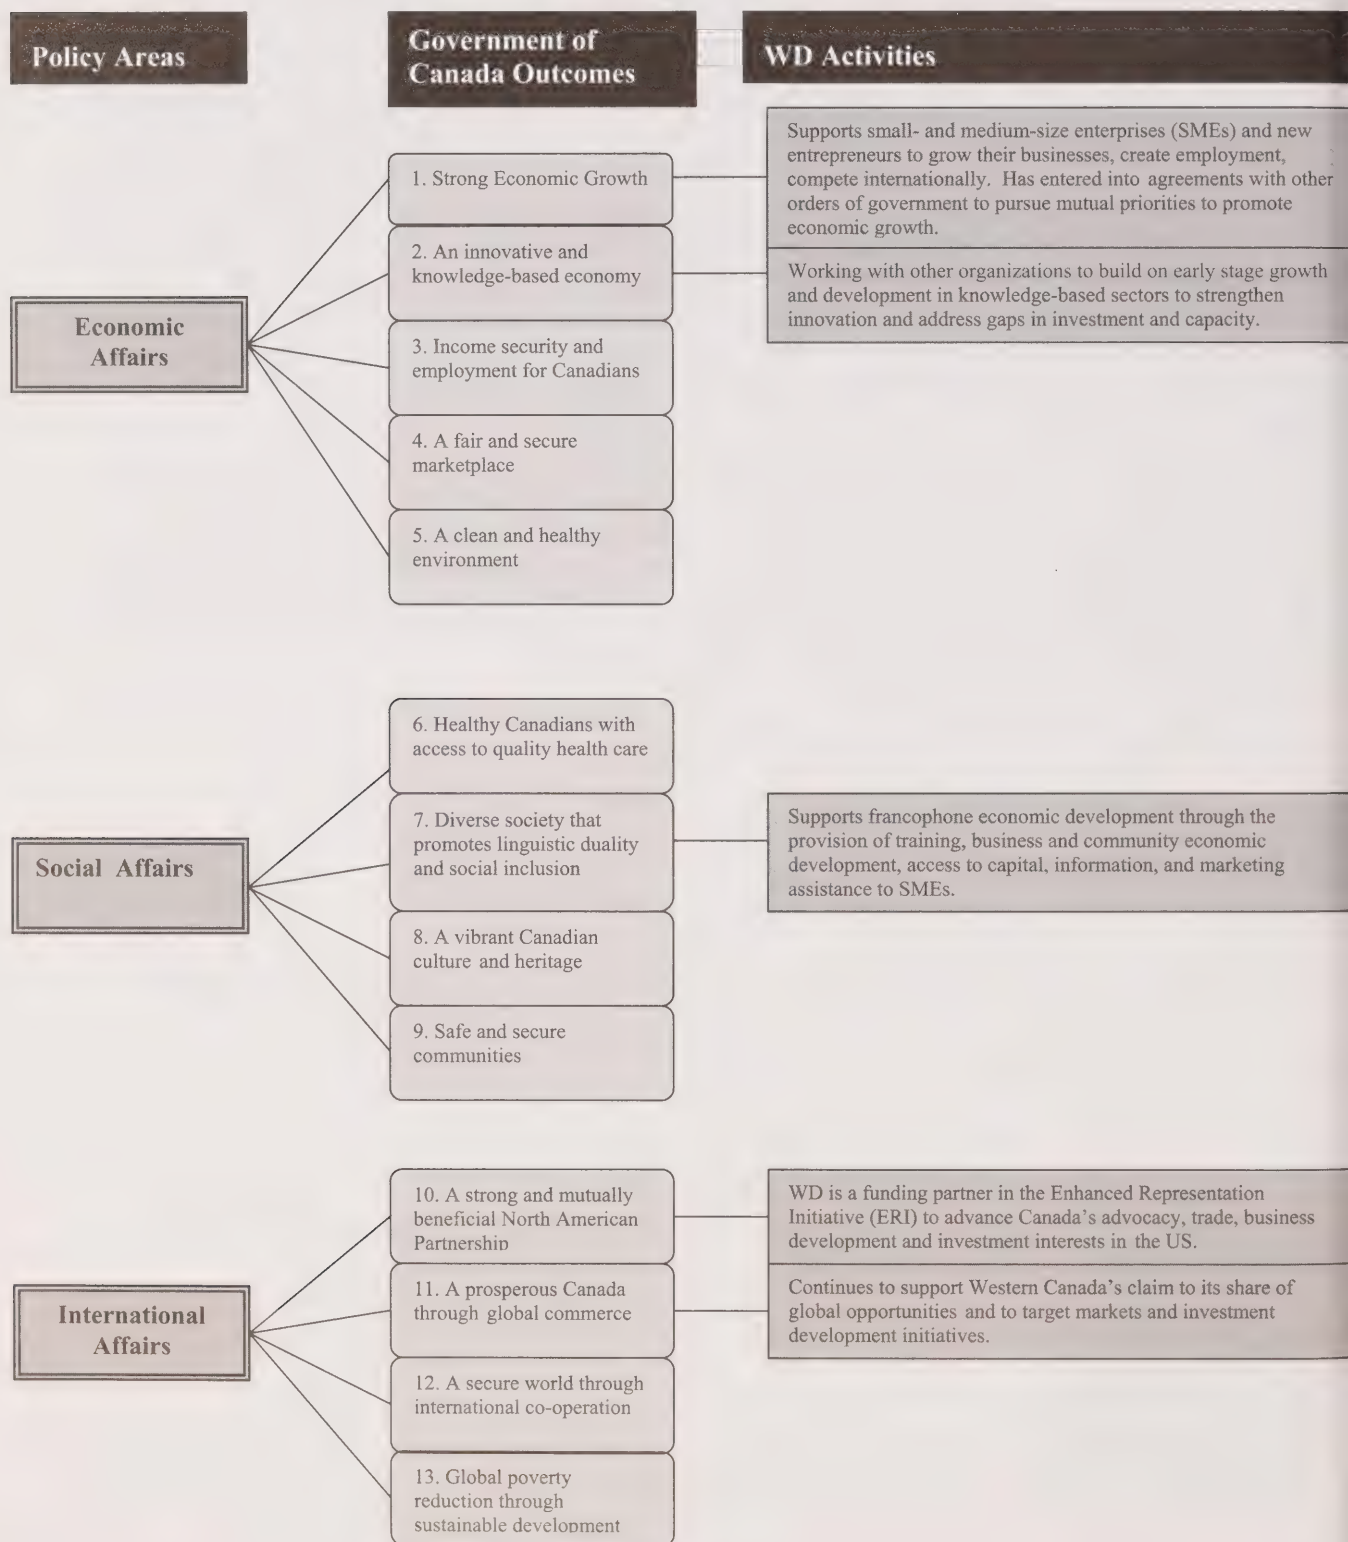 Policy Areas
Government of
Canada Outcomes
WD Activities
Economic
Affairs
1. Strong Economic Growth
Supports small- and medium-size enterprises (SMEs) and new
entrepreneurs to grow their businesses, create employment,
compete internationally.  Has entered into agreements with other
orders of government to pursue mutual priorities to promote
economic growth.
2. An innovative and
knowledge-based economy
Working with other organizations to build on early stage growth
and development in knowledge-based sectors to strengthen
innovation and address gaps in investment and capacity.
3. Income security and
employment for Canadians
4. A fair and secure
marketplace
5. A clean and healthy
environment
Social Affairs
6. Healthy Canadians with
access to quality health care
7. Diverse society that
promotes linguistic duality
and social inclusion
Supports francophone economic development through the
provision of training, business and community economic
development, access to capital, information, and marketing
assistance to SMEs.
8. A vibrant Canadian
culture and heritage
9. Safe and secure
communities
International
Affairs
10. A strong and mutually
beneficial North American
Partnership
WD is a funding partner in the Enhanced Representation
Initiative (ERI) to advance Canada's advocacy, trade, business
development and investment interests in the US.
11. A prosperous Canada
through global commerce
Continues to support Western Canada's claim to its share of
global opportunities and to target markets and investment
development initiatives.
12. A secure world through
international co-operation
13. Global poverty
reduction through
sustainable development